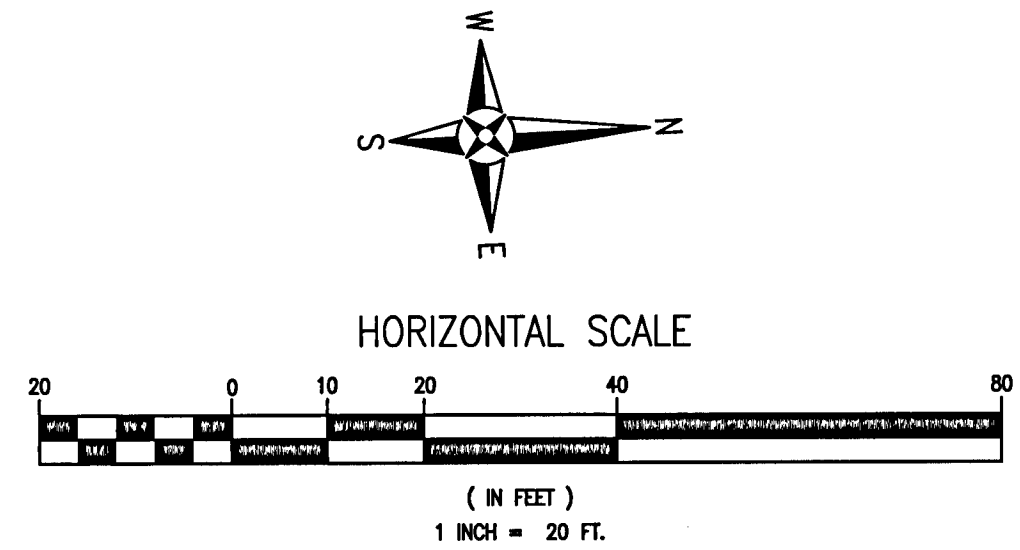 W
S N
E
HORIZONTAL SCALE
20 0 10 20 40 80
( IN FEET )
1 INCH = 20 FT.